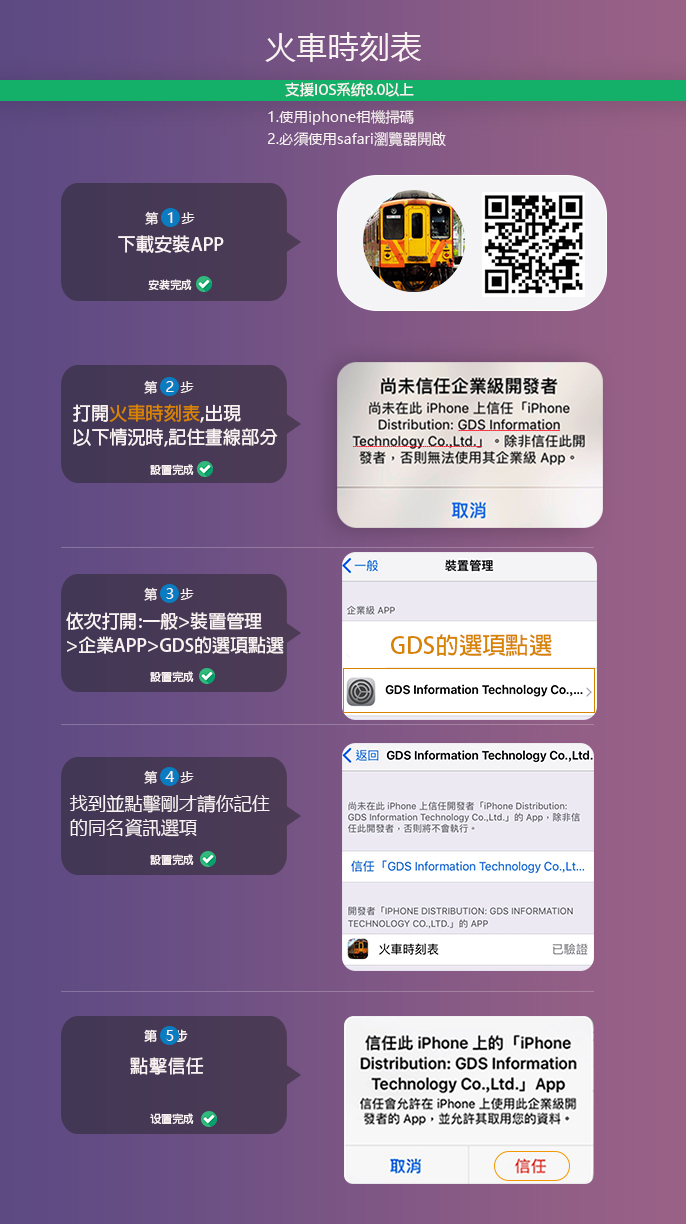 火車時刻表
支援IOS系统8.0以上
1.使用iphone相機掃碼
2.必須使用safari瀏覽器開啟
第 1 步
下載安裝APP
安裝完成
第 2 步
打開火車時刻表,出現
以下情況時,記住畫線部分
設置完成
尚未信任企業級開發者
尚未在此 iPhone 上信任「iPhone
Distribution: GDS Information
Technology Co.,Ltd.」。除非信任此開
發者，否則無法使用其企業級 App。
取消
第 3 步
依次打開:一般>裝置管理
>企業APP>GDS的選項點選
設置完成
一般 裝置管理
企業級 APP
GDS的選項點選
GDS Information Technology Co.,...
第 4 步
找到並點擊剛才請你記住
的同名資訊選項
設置完成
返回 GDS Information Technology Co.,Ltd.
尚未在此 iPhone 上信任開發者「iPhone Distribution:
GDS Information Technology Co.,Ltd.」的 App，除非信
任此開發者，否則將不會執行。
信任「GDS Information Technology Co.,Lt...
開發者「IPHONE DISTRIBUTION: GDS INFORMATION
TECHNOLOGY CO.,LTD.」的 APP
火車時刻表 已驗證
第 5 步
點擊信任
设置完成
信任此 iPhone 上的「iPhone
Distribution: GDS Information
Technology Co.,Ltd.」App
信任會允許在 iPhone 上使用此企業級開
發者的 App，並允許其取用您的資料。
取消 信任